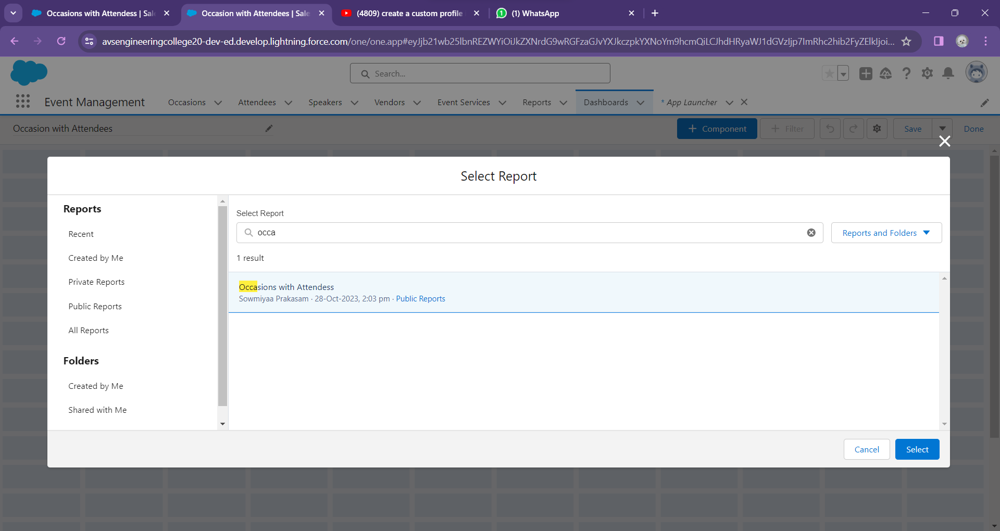 Occasions with Attendess | Sal
Occasion with Attendees | Sale
(4809) create a custom profile
(1) WhatsApp
avsengineeringcollege20-dev-ed.develop.lightning.force.com/one/one.app#eyJjb21wb25lbnREZWYiOiJkZXNrdG9wRGFzaGJvYXJkczpkYXNoYm9hcmQiLCJhdHRyaWJ1dGVzIjp7ImRhc2hib2FyZElkIjoi...
Search...
Event Management
Occasions
Attendees
Speakers
Vendors
Event Services
Reports
Dashboards
* App Launcher
Occasion with Attendees
+ Component
+ Filter
Save
Done
Select Report
Reports
Recent
Created by Me
Private Reports
Public Reports
All Reports
Folders
Created by Me
Shared with Me
Select Report
occa
Reports and Folders
1 result
Occasions with Attendess
Sowmiyaa Prakasam · 28-Oct-2023, 2:03 pm · Public Reports
Cancel
Select